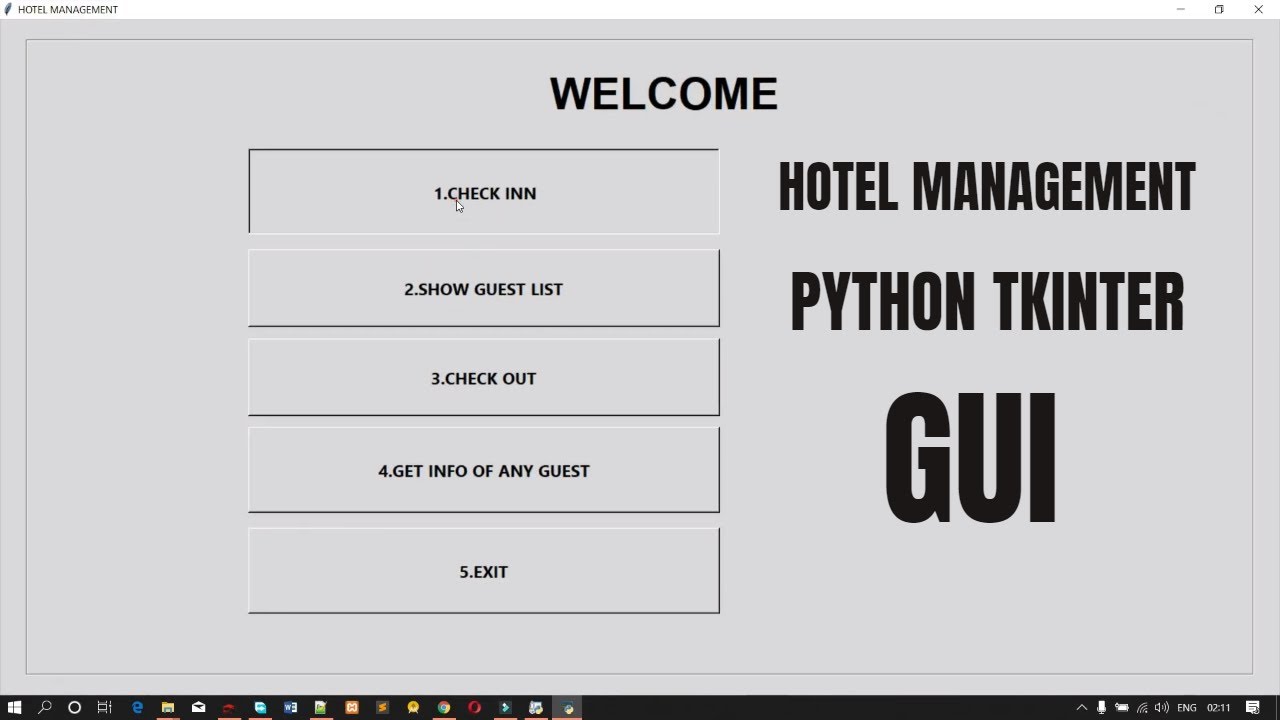 HOTEL MANAGEMENT
WELCOME
1.CHECK INN
2.SHOW GUEST LIST
3.CHECK OUT
4.GET INFO OF ANY GUEST
5.EXIT
HOTEL MANAGEMENT
PYTHON TKINTER
GUI
ENG
02:11